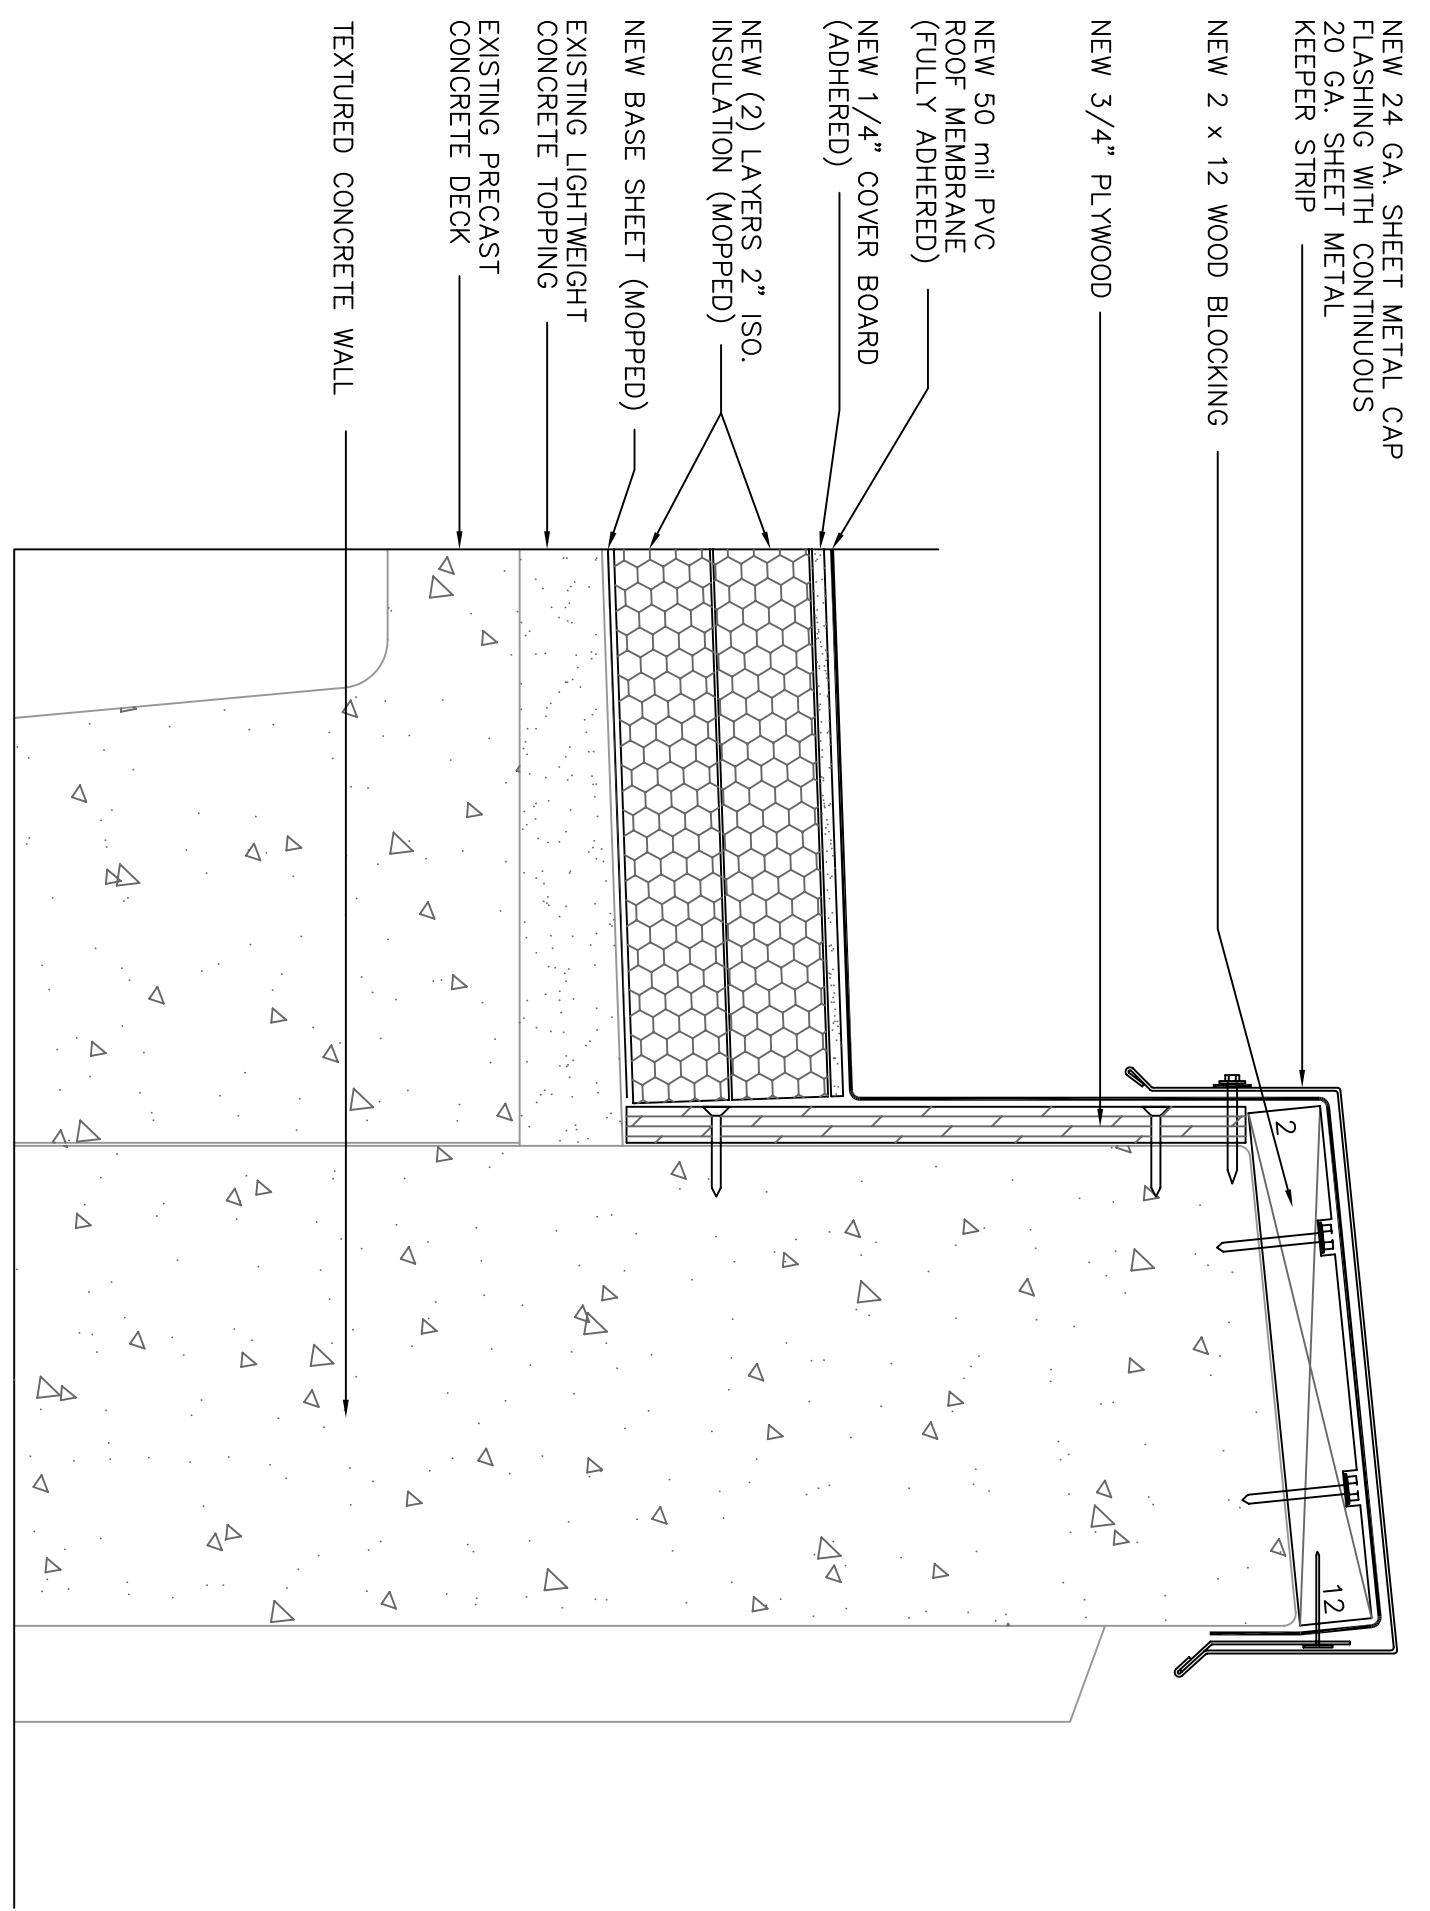 NEW 24 GA. SHEET METAL CAP
FLASHING WITH CONTINUOUS
20 GA. SHEET METAL
KEEPER STRIP
NEW 2 x 12 WOOD BLOCKING
NEW 3/4" PLYWOOD
NEW 50 mil PVC
ROOF MEMBRANE
(FULLY ADHERED)
NEW 1/4" COVER BOARD
(ADHERED)
NEW (2) LAYERS 2" ISO.
INSULATION (MOPPED)
NEW BASE SHEET (MOPPED)
EXISTING LIGHTWEIGHT
CONCRETE TOPPING
EXISTING PRECAST
CONCRETE DECK
TEXTURED CONCRETE WALL
2
12